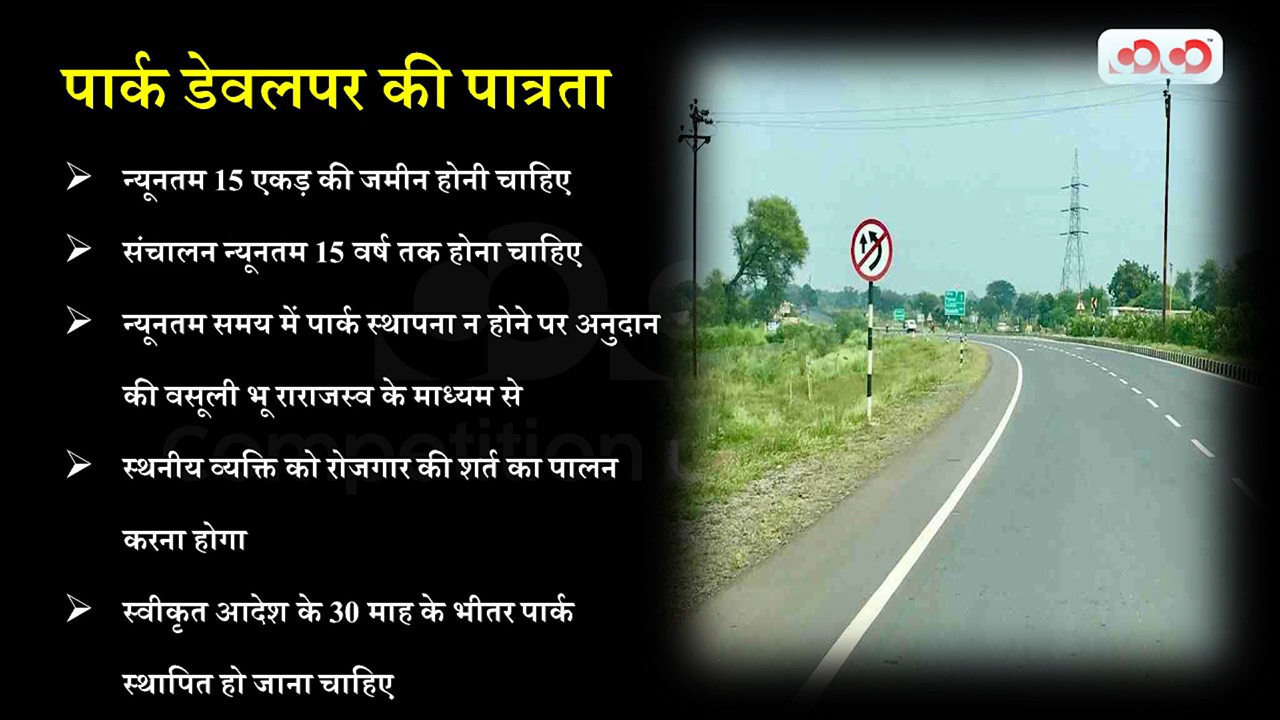 पार्क डेवलपर की पात्रता
न्यूनतम 15 एकड़ की जमीन होनी चाहिए
संचालन न्यूनतम 15 वर्ष तक होना चाहिए
न्यूनतम समय में पार्क स्थापना न होने पर अनुदान
की वसूली भू राराजस्व के माध्यम से
स्थनीय व्यक्ति को रोजगार की शर्त का पालन
करना होगा
स्वीकृत आदेश के 30 माह के भीतर पार्क
स्थापित हो जाना चाहिए
competition